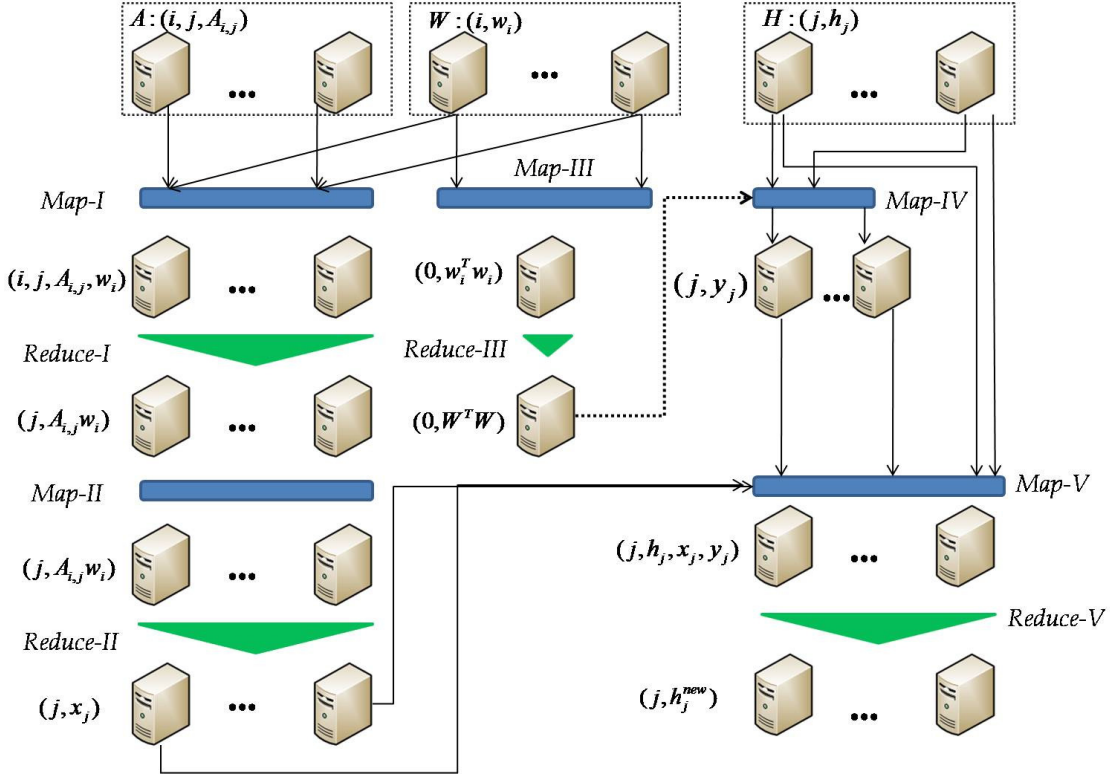 A : (i, j, A_{i,j})
W : (i, w_i)
H : (j, h_j)
...
...
...
Map-I
Map-III
Map-IV
(i, j, A_{i,j}, w_i)
...
(0, w_i^T w_i)
(j, y_j)
...
Reduce-I
Reduce-III
(j, A_{i,j} w_i)
...
(0, W^T W)
Map-II
Map-V
(j, A_{i,j} w_i)
...
(j, h_j, x_j, y_j)
...
Reduce-II
Reduce-V
(j, x_j)
...
(j, h_j^{new})
...